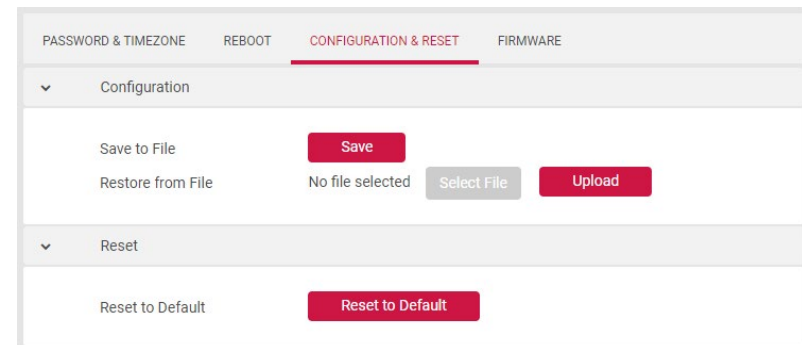 PASSWORD & TIMEZONE REBOOT CONFIGURATION & RESET FIRMWARE
Configuration
Save to File Save
Restore from File No file selected Select File Upload
Reset
Reset to Default Reset to Default